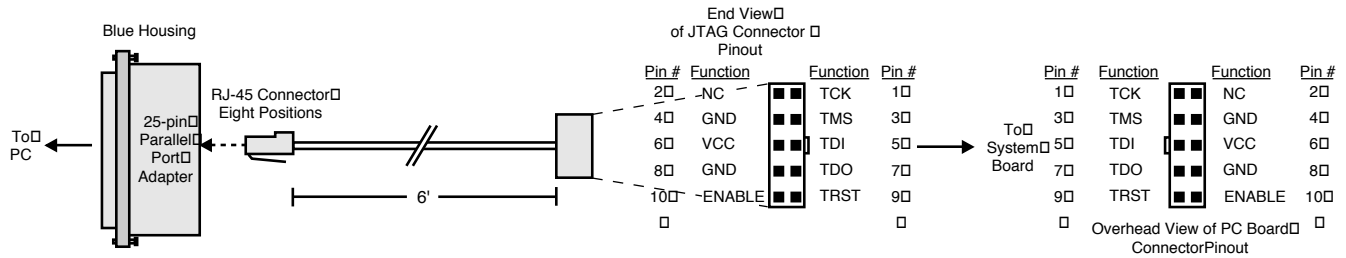 Blue Housing
To□
PC
25-pin□
Parallel□
Port□
Adapter
RJ-45 Connector□
Eight Positions
6'
End View□
of JTAG Connector □
Pinout
Pin # Function Function Pin #
2□ NC TCK 1□
4□ GND TMS 3□
6□ VCC TDI 5□
8□ GND TDO 7□
10□ ENABLE TRST 9□
□ □
To□
System□
Board
Pin # Function Function Pin #
1□ TCK NC 2□
3□ TMS GND 4□
5□ TDI VCC 6□
7□ TDO GND 8□
9□ TRST ENABLE 10□
□ □
Overhead View of PC Board□
ConnectorPinout